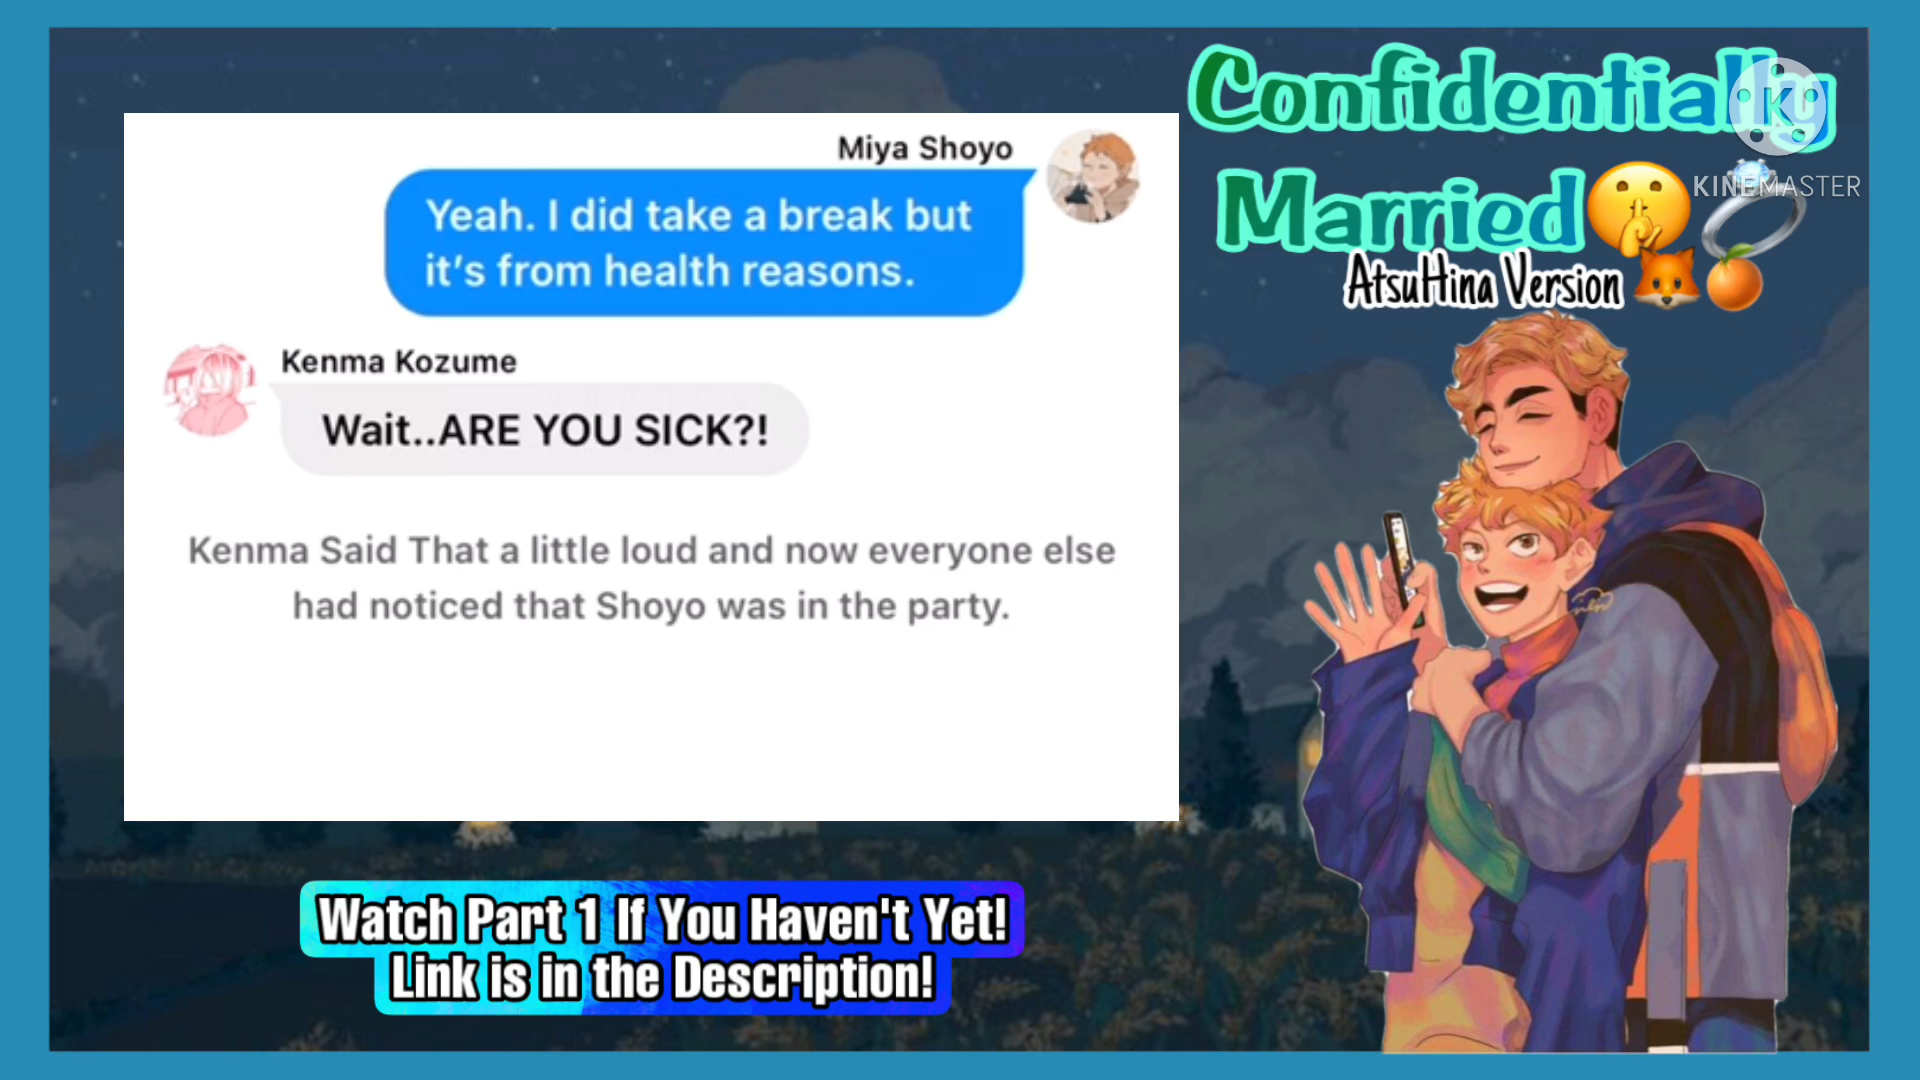 Confidentially
Married
AtsuHina Version
KINEMASTER
Miya Shoyo
Yeah. I did take a break but
it's from health reasons.
Kenma Kozume
Wait..ARE YOU SICK?!
Kenma Said That a little loud and now everyone else
had noticed that Shoyo was in the party.
Watch Part 1 If You Haven't Yet!
Link is in the Description!